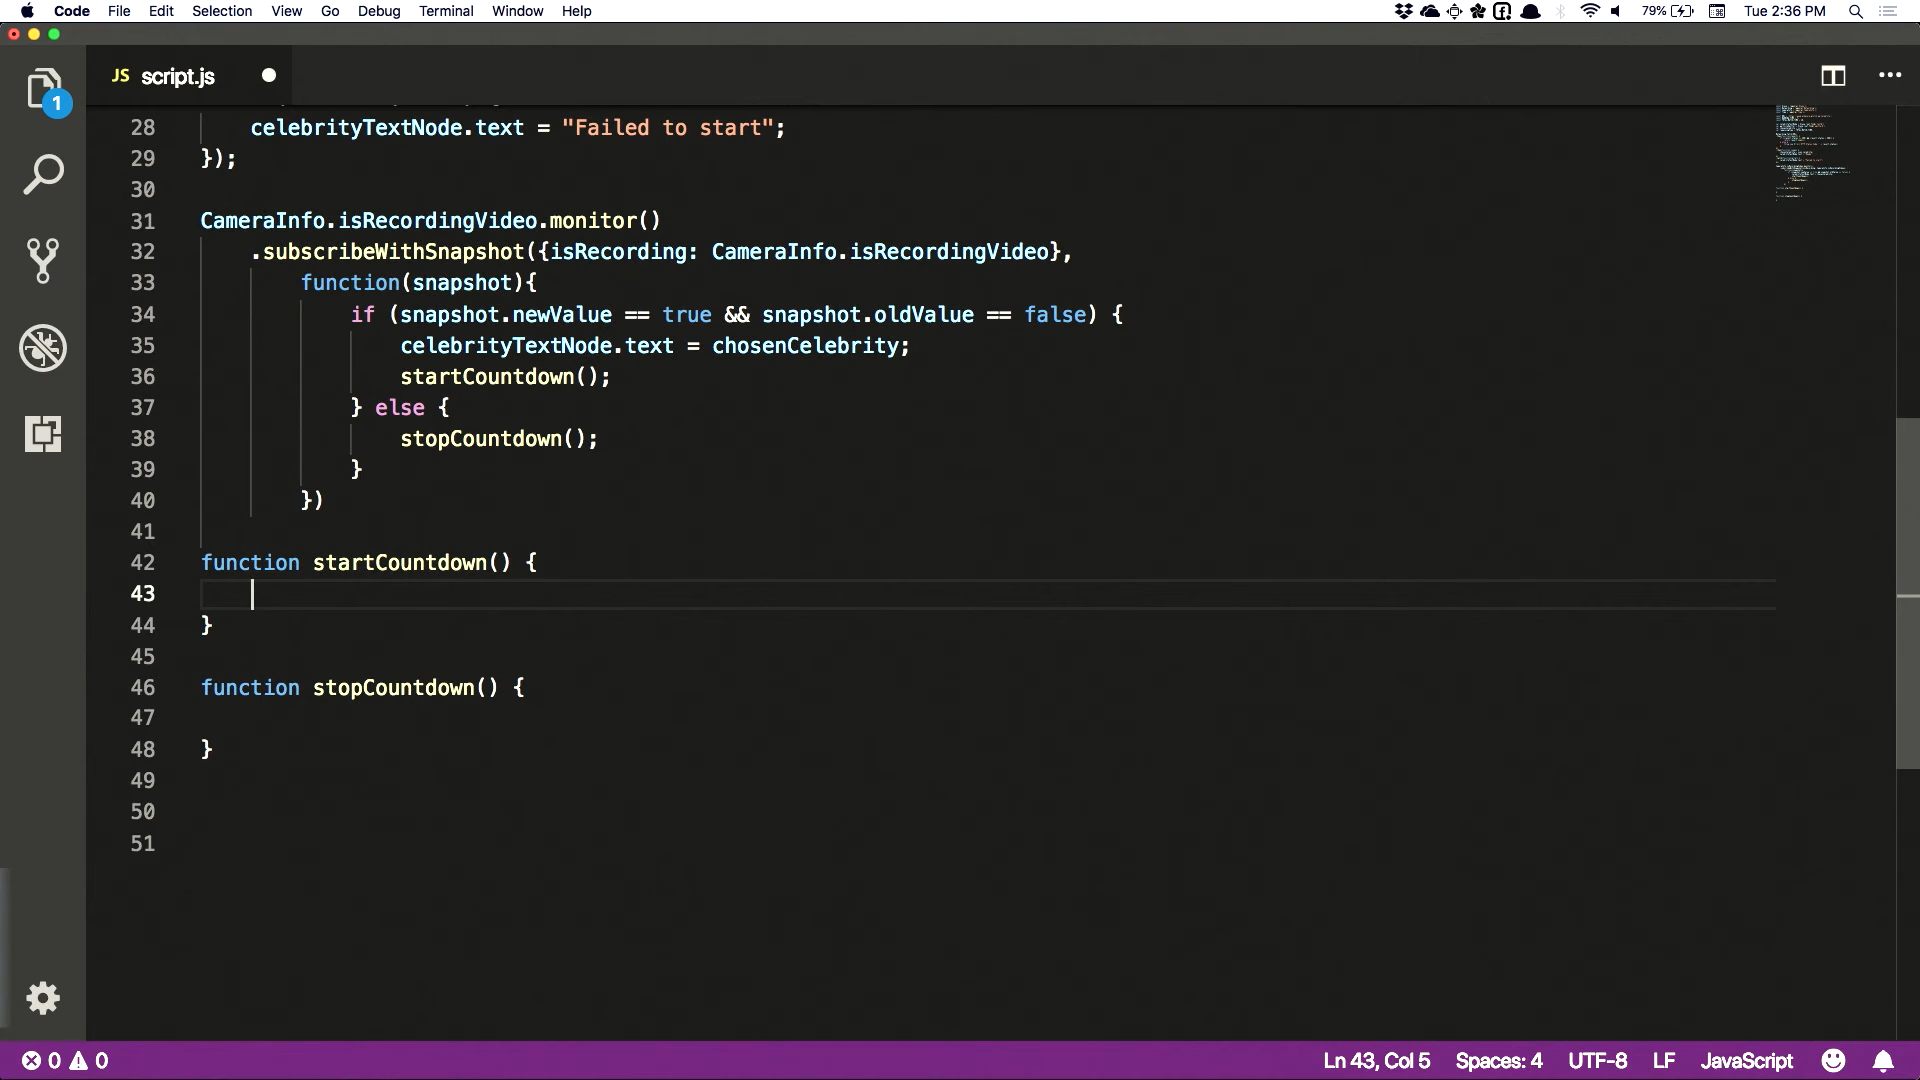 Code File Edit Selection View Go Debug Terminal Window Help 79% Tue 2:36 PM
JS script.js
1
28 celebrityTextNode.text = "Failed to start";
29 });
30
31 CameraInfo.isRecordingVideo.monitor()
32 .subscribeWithSnapshot({isRecording: CameraInfo.isRecordingVideo},
33 function(snapshot){
34 if (snapshot.newValue == true && snapshot.oldValue == false) {
35 celebrityTextNode.text = chosenCelebrity;
36 startCountdown();
37 } else {
38 stopCountdown();
39 }
40 })
41
42 function startCountdown() {
43
44 }
45
46 function stopCountdown() {
47
48 }
49
50
51
0 0 Ln 43, Col 5 Spaces: 4 UTF-8 LF JavaScript